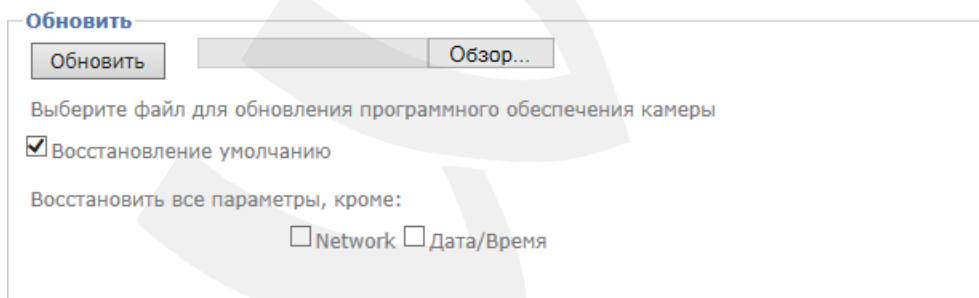 Обновить
Обновить Обзор...
Выберите файл для обновления программного обеспечения камеры
Восстановление умолчанию
Восстановить все параметры, кроме:
Network Дата/Время